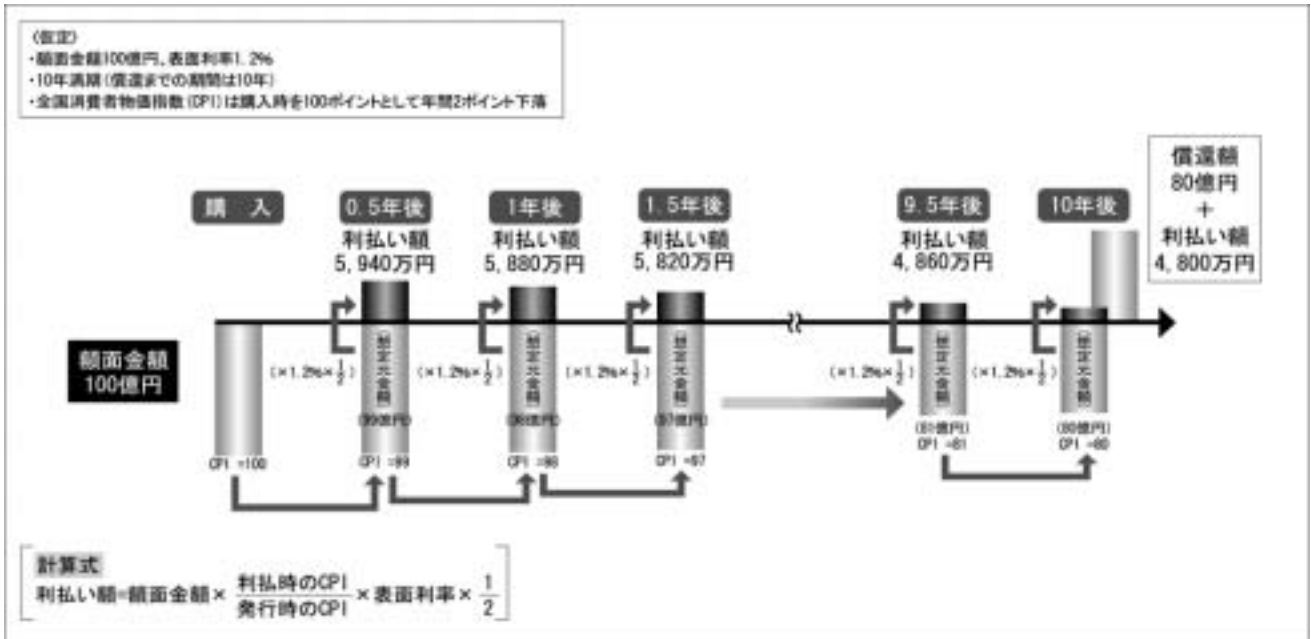 (仮定)
・額面金額100億円、表面利率1.2%
・10年満期(償還までの期間は10年)
・全国消費者物価指数(CPI)は購入時を100ポイントとして年間2ポイント下落
購 入
0.5年後
利払い額
5,940万円
1年後
利払い額
5,880万円
1.5年後
利払い額
5,820万円
9.5年後
利払い額
4,860万円
10年後
償還額
80億円
+
利払い額
4,800万円
額面金額
100億円
(×1.2%×1/2)
(×1.2%×1/2)
(×1.2%×1/2)
(×1.2%×1/2)
(×1.2%×1/2)
(想定元金額)
(想定元金額)
(想定元金額)
(想定元金額)
(想定元金額)
(99億円)
(98億円)
(97億円)
(81億円)
(80億円)
CPI =100
CPI =99
CPI =98
CPI =97
CPI =81
CPI =80
計算式
利払い額=額面金額× 利払時のCPI/発行時のCPI ×表面利率× 1/2